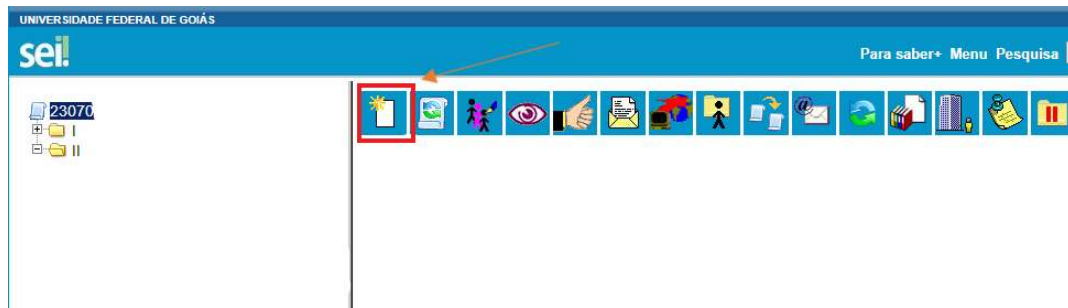 UNIVERSIDADE FEDERAL DE GOIÁS
sei!
Para saber+ Menu Pesquisa
23070
I
II